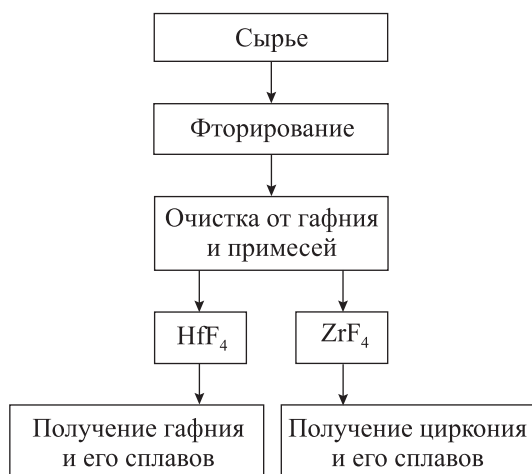 Сырье
Фторирование
Очистка от гафния
и примесей
HfF₄
ZrF₄
Получение гафния
и его сплавов
Получение циркония
и его сплавов